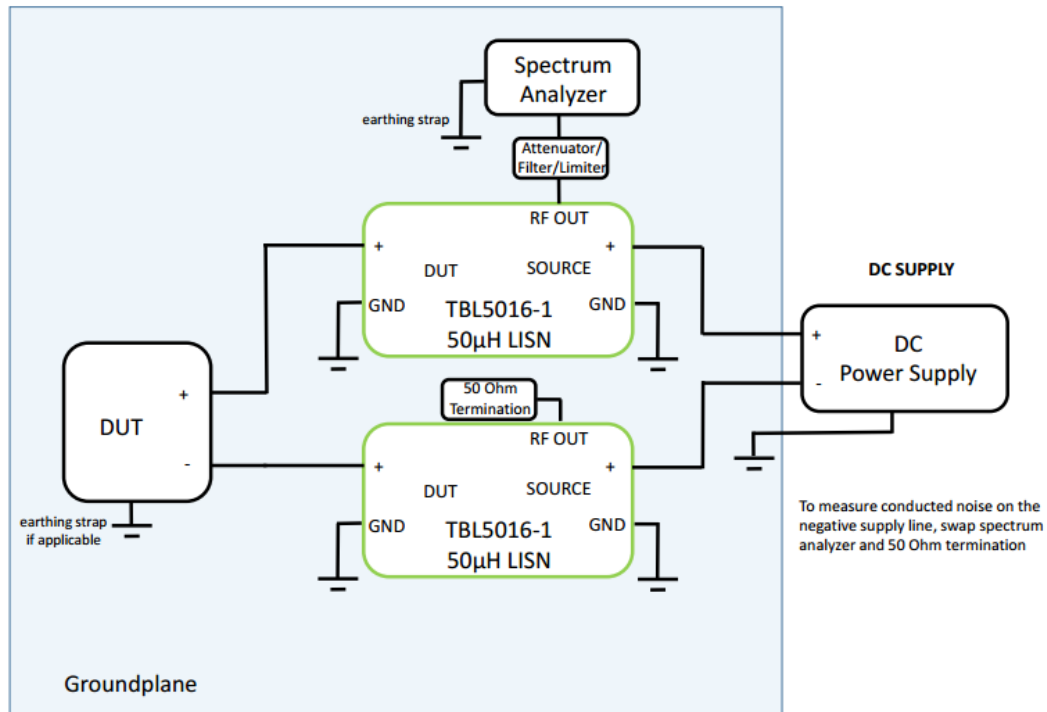 Spectrum
Analyzer
earthing strap
Attenuator/
Filter/Limiter
RF OUT
+
+
DUT
SOURCE
GND
GND
TBL5016-1
50µH LISN
DC SUPPLY
+
DC
Power Supply
-
50 Ohm
Termination
RF OUT
+
+
DUT
SOURCE
GND
GND
TBL5016-1
50µH LISN
+
DUT
-
earthing strap
if applicable
To measure conducted noise on the
negative supply line, swap spectrum
analyzer and 50 Ohm termination
Groundplane